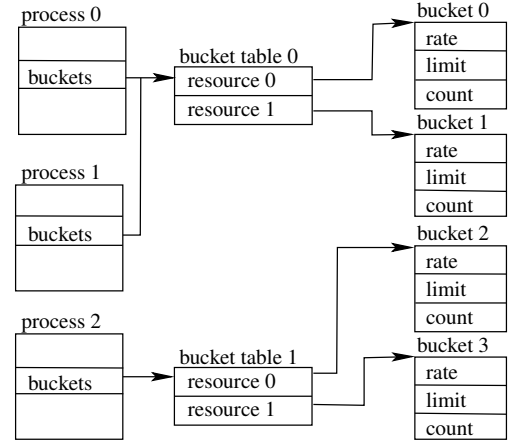 process 0
buckets
process 1
buckets
process 2
buckets
bucket table 0
resource 0
resource 1
bucket table 1
resource 0
resource 1
bucket 0
rate
limit
count
bucket 1
rate
limit
count
bucket 2
rate
limit
count
bucket 3
rate
limit
count